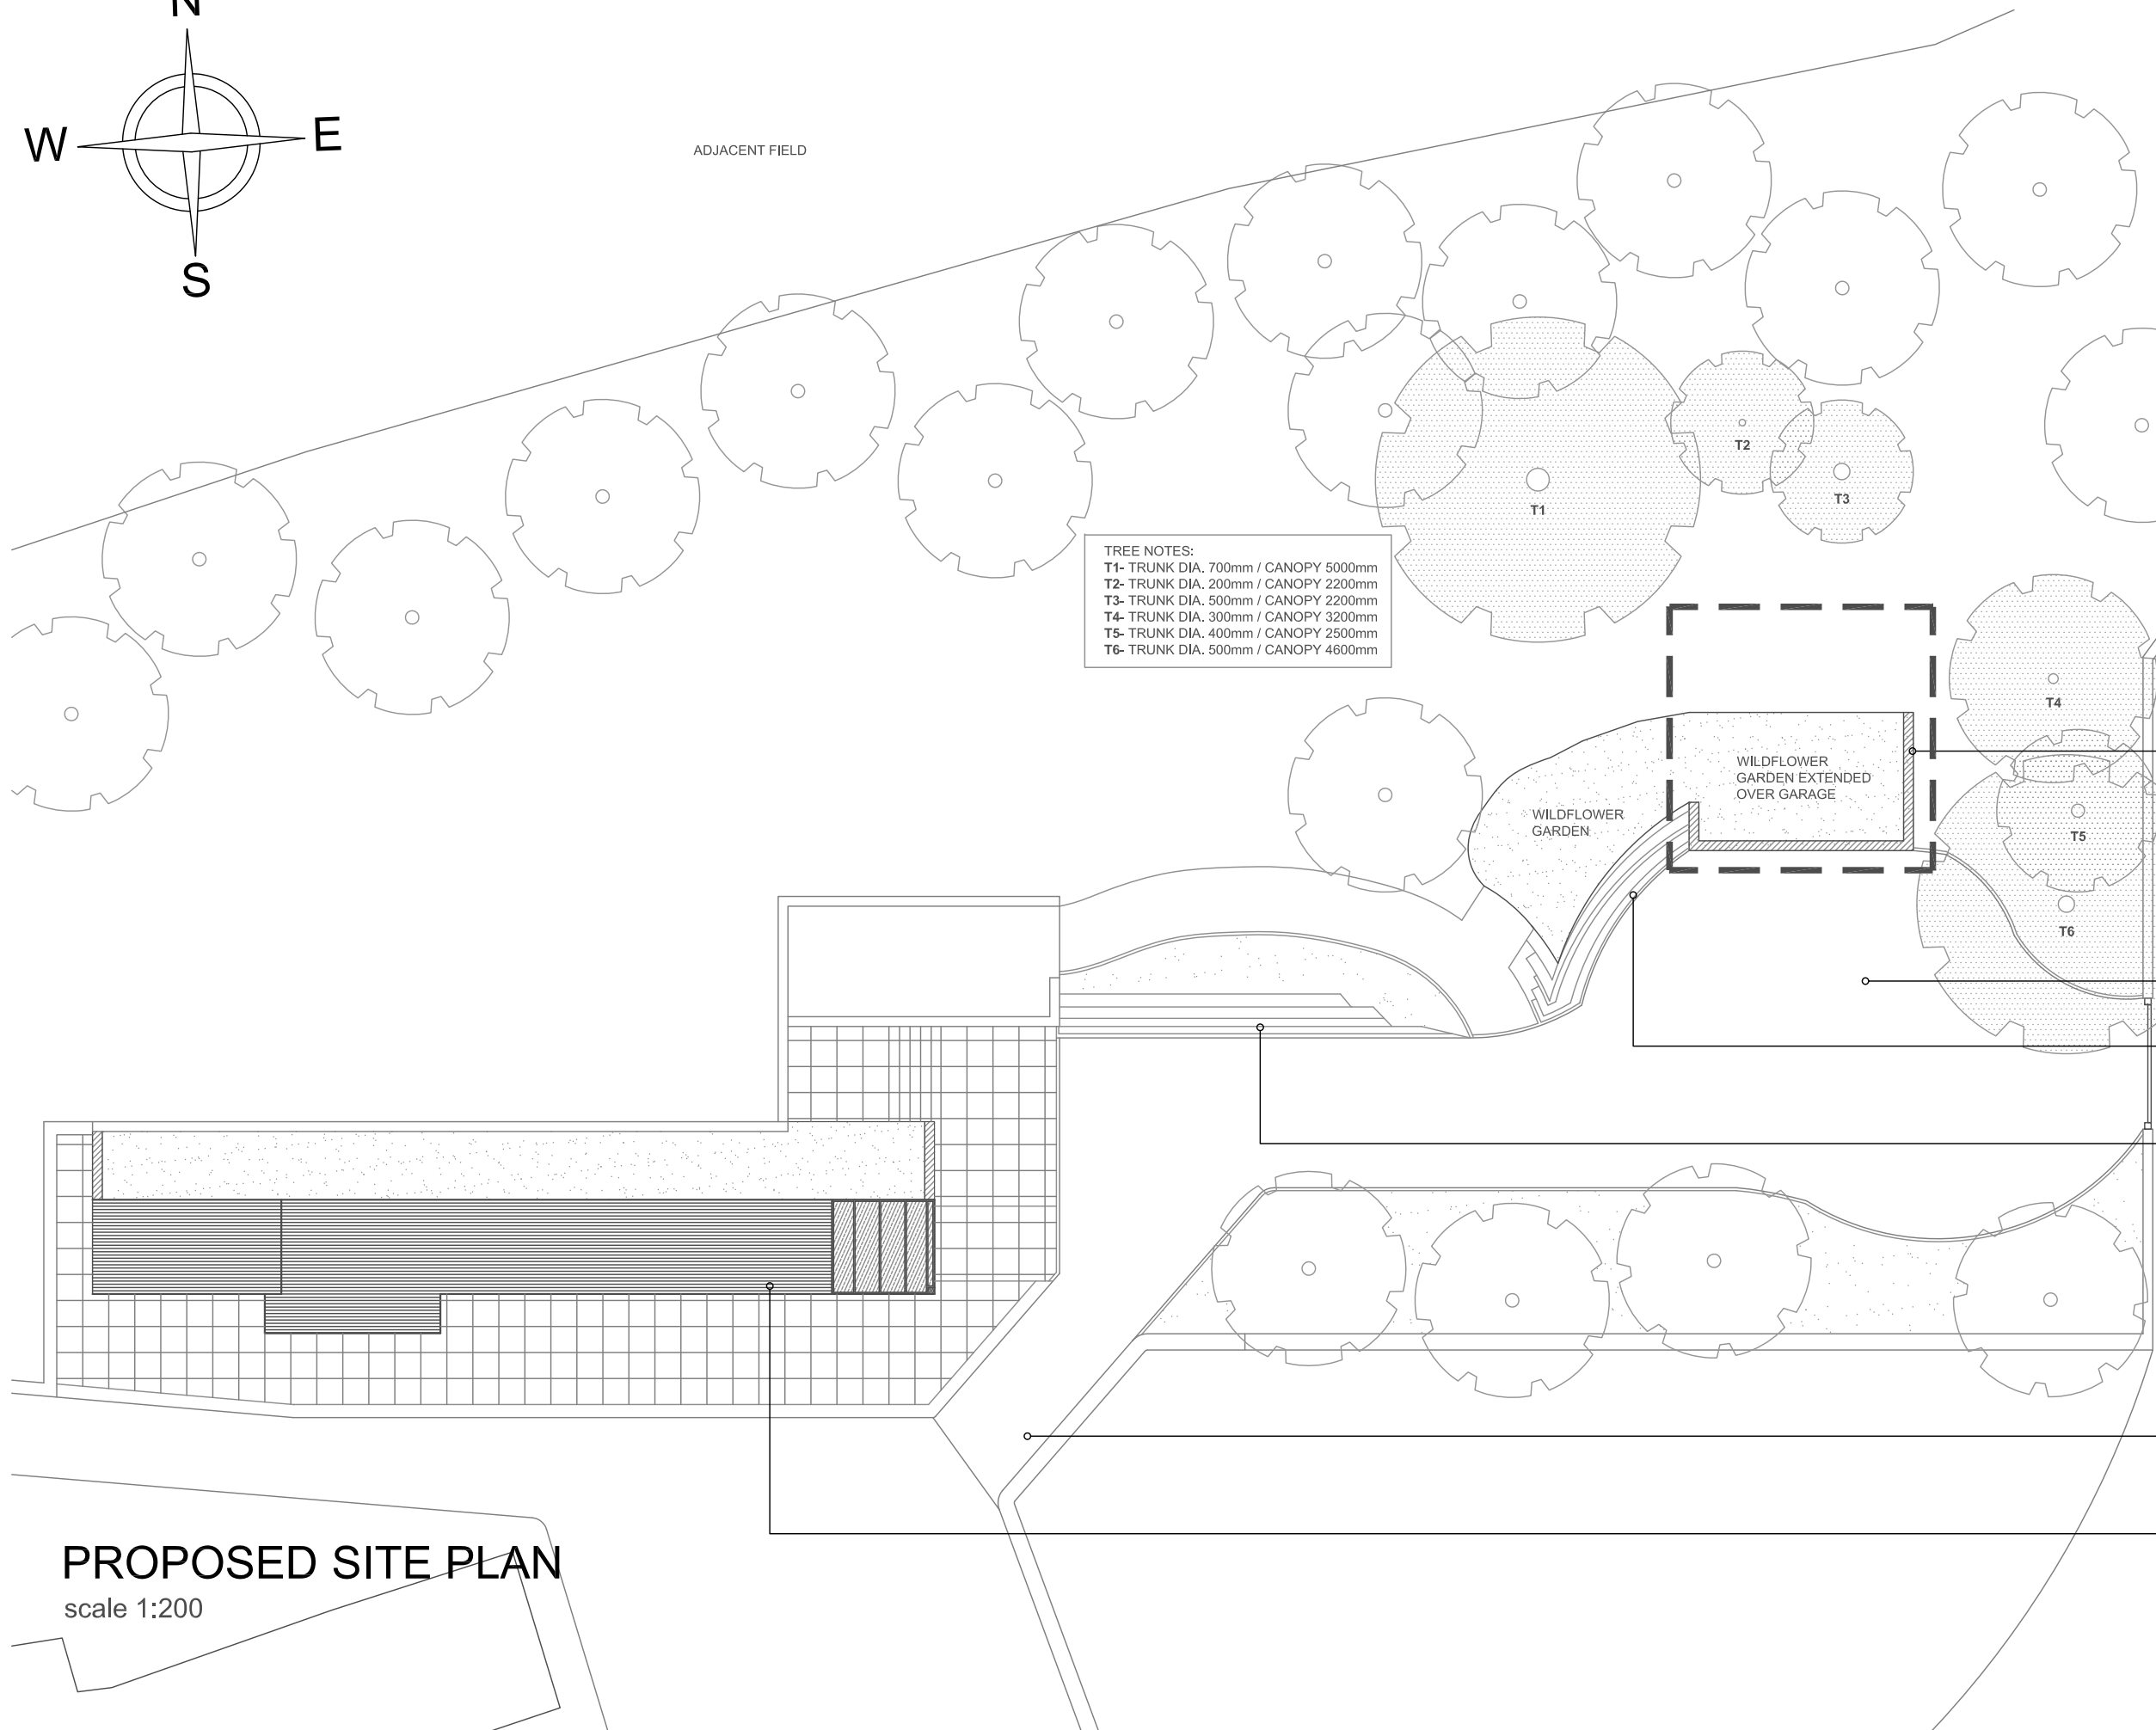 N
W
E
S
ADJACENT FIELD
T1
T2
T3
TREE NOTES:
T1- TRUNK DIA. 700mm / CANOPY 5000mm
T2- TRUNK DIA. 200mm / CANOPY 2200mm
T3- TRUNK DIA. 500mm / CANOPY 2200mm
T4- TRUNK DIA. 300mm / CANOPY 3200mm
T5- TRUNK DIA. 400mm / CANOPY 2500mm
T6- TRUNK DIA. 500mm / CANOPY 4600mm
T4
WILDFLOWER
GARDEN EXTENDED
OVER GARAGE
WILDFLOWER
GARDEN
T5
T6
PROPOSED SITE PLAN
scale 1:200